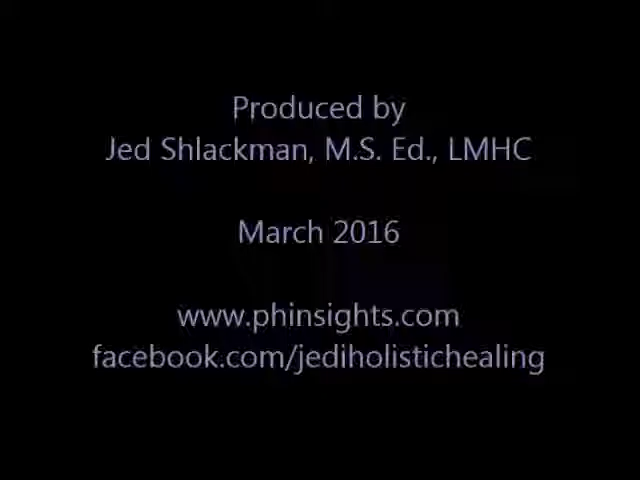 Produced by
Jed Shlackman, M.S. Ed., LMHC
March 2016
www.phinsights.com
facebook.com/jediholistichealing